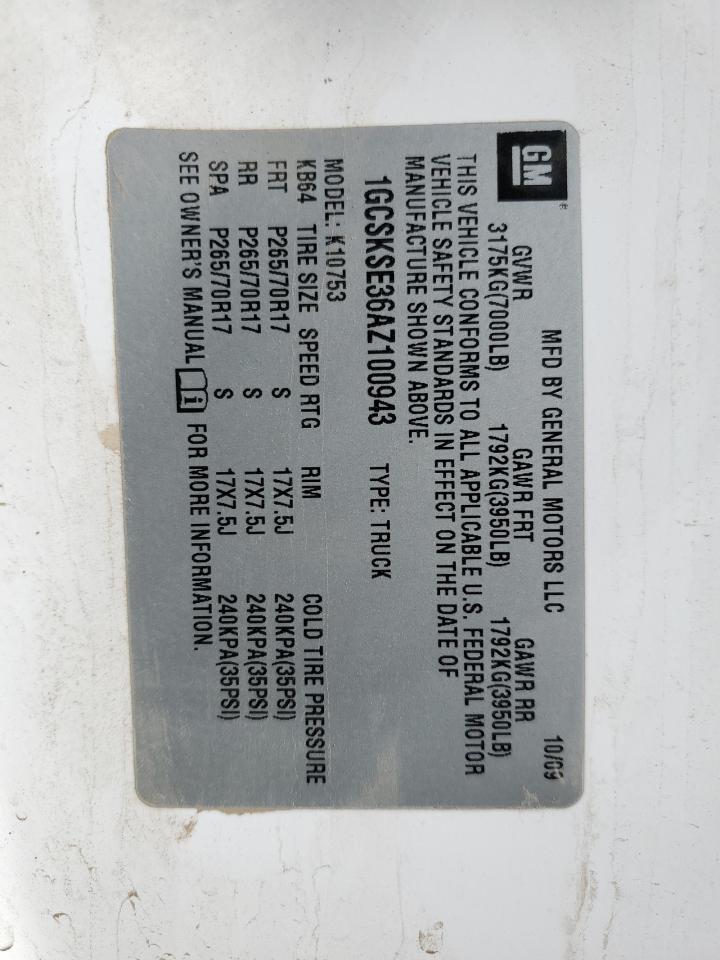 GM
MFD BY GENERAL MOTORS LLC 10/09
GVWR GAWR FRT GAWR RR
3175KG(7000LB) 1792KG(3950LB) 1792KG(3950LB)
THIS VEHICLE CONFORMS TO ALL APPLICABLE U.S. FEDERAL MOTOR
VEHICLE SAFETY STANDARDS IN EFFECT ON THE DATE OF
MANUFACTURE SHOWN ABOVE.
1GCSKSE36AZ100943 TYPE: TRUCK
MODEL: K10753
KB64 TIRE SIZE SPEED RTG RIM COLD TIRE PRESSURE
FRT P265/70R17 S 17X7.5J 240KPA(35PSI)
RR P265/70R17 S 17X7.5J 240KPA(35PSI)
SPA P265/70R17 S 17X7.5J 240KPA(35PSI)
SEE OWNER'S MANUAL i FOR MORE INFORMATION.